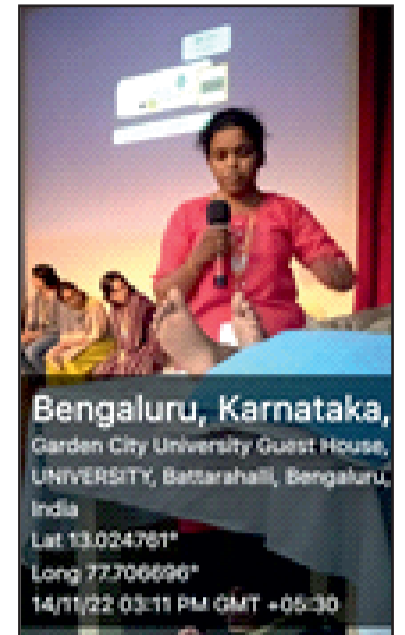 Bengaluru, Karnataka,
Garden City University Guest House,
UNIVERSITY, Battarahalli, Bengaluru,
India
Lat 13.024761°
Long 77.706696°
14/11/22 03:11 PM GMT +05:30